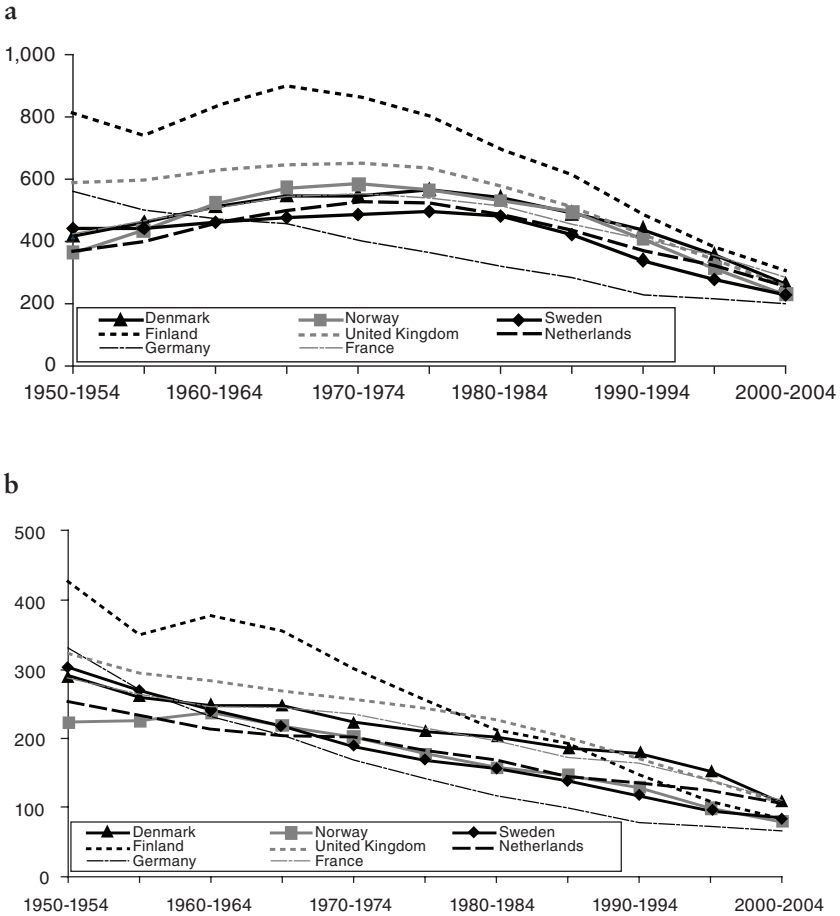 a
1,000
800
600
400
200
0
Denmark Norway Sweden
Finland United Kingdom Netherlands
Germany France
1950-1954 1960-1964 1970-1974 1980-1984 1990-1994 2000-2004
b
500
400
300
200
100
0
Denmark Norway Sweden
Finland United Kingdom Netherlands
Germany France
1950-1954 1960-1964 1970-1974 1980-1984 1990-1994 2000-2004